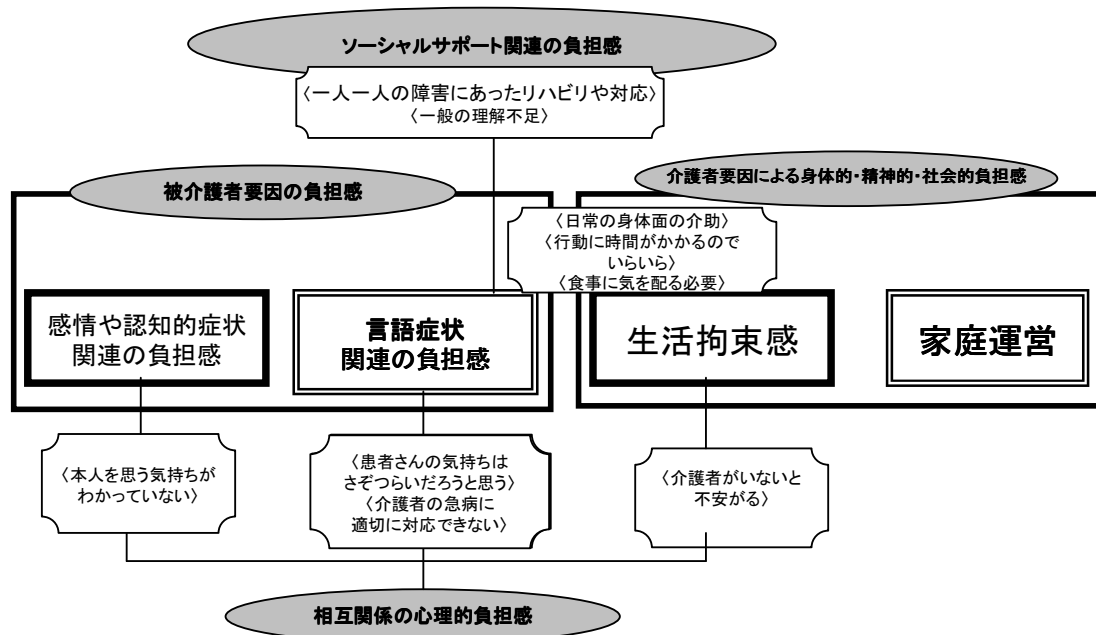 ソーシャルサポート関連の負担感
〈一人一人の障害にあったリハビリや対応〉
〈一般の理解不足〉
被介護者要因の負担感
介護者要因による身体的・精神的・社会的負担感
〈日常の身体面の介助〉
〈行動に時間がかかるので
いらいら〉
〈食事に気を配る必要〉
感情や認知的症状
関連の負担感
言語症状
関連の負担感
生活拘束感
家庭運営
〈本人を思う気持ちが
わかっていない〉
〈患者さんの気持ちは
さぞつらいだろうと思う〉
〈介護者の急病に
適切に対応できない〉
〈介護者がいないと
不安がる〉
相互関係の心理的負担感